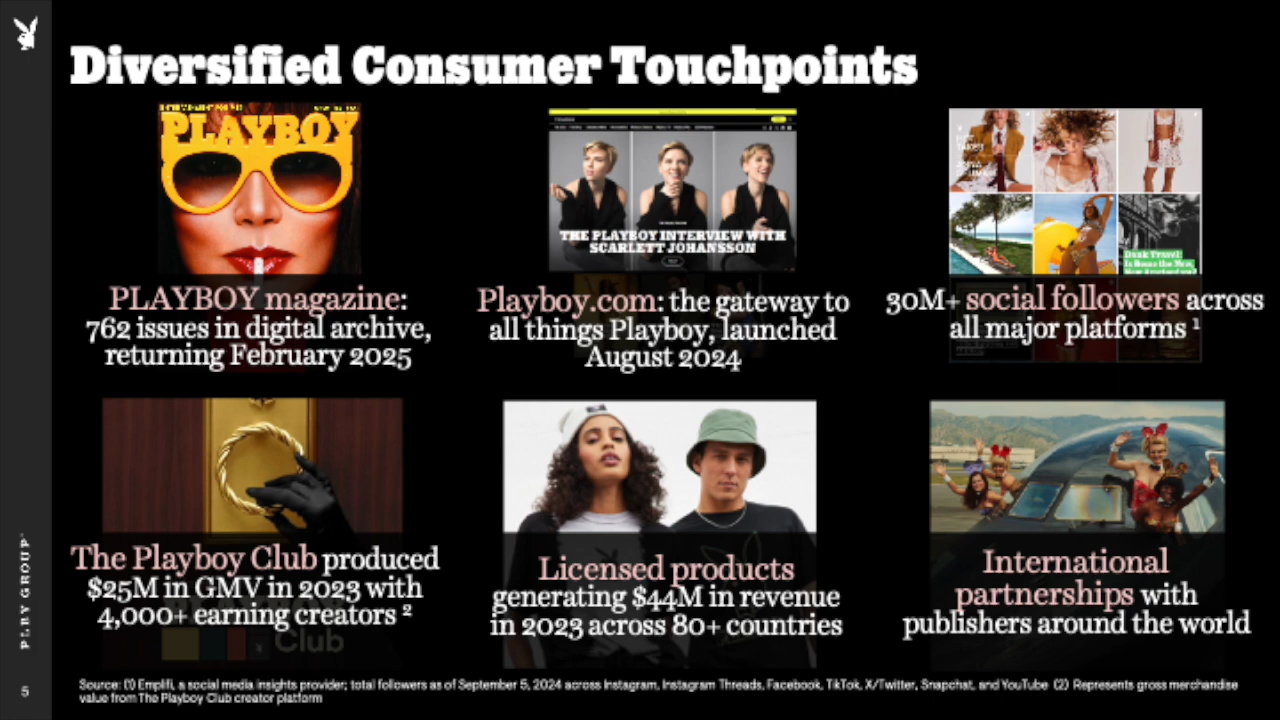 Diversified Consumer Touchpoints
PLAYBOY
THE PLAYBOY INTERVIEW WITH
SCARLETT JOHANSSON
PLAYBOY magazine:
762 issues in digital archive,
returning February 2025
Playboy.com: the gateway to
all things Playboy, launched
August 2024
30M+ social followers across
all major platforms ¹
The Playboy Club produced
$25M in GMV in 2023 with
4,000+ earning creators ²
Club
Licensed products
generating $44M in revenue
in 2023 across 80+ countries
International
partnerships with
publishers around the world
PLBY GROUP
5
Source: (1) Emplifi, a social media insights provider; total followers as of September 5, 2024 across Instagram, Instagram Threads, Facebook, TikTok, X/Twitter, Snapchat, and YouTube (2) Represents gross merchandise
value from The Playboy Club creator platform